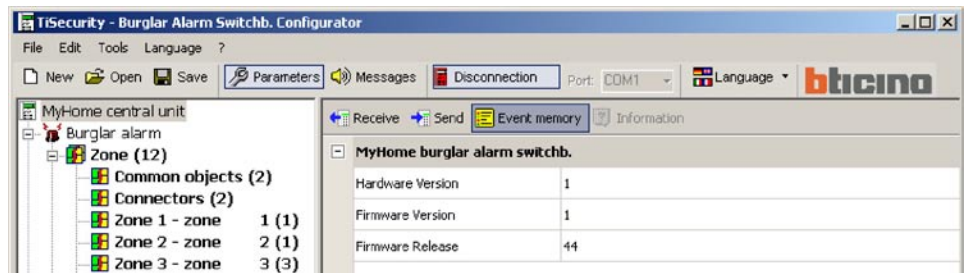 TiSecurity - Burglar Alarm Switchb. Configurator
File Edit Tools Language ?
New Open Save Parameters Messages Disconnection Port: COM1 Language bticino
MyHome central unit
Burglar alarm
Zone (12)
Common objects (2)
Connectors (2)
Zone 1 - zone 1 (1)
Zone 2 - zone 2 (1)
Zone 3 - zone 3 (3)
Receive Send Event memory Information
MyHome burglar alarm switchb.
Hardware Version 1
Firmware Version 1
Firmware Release 44